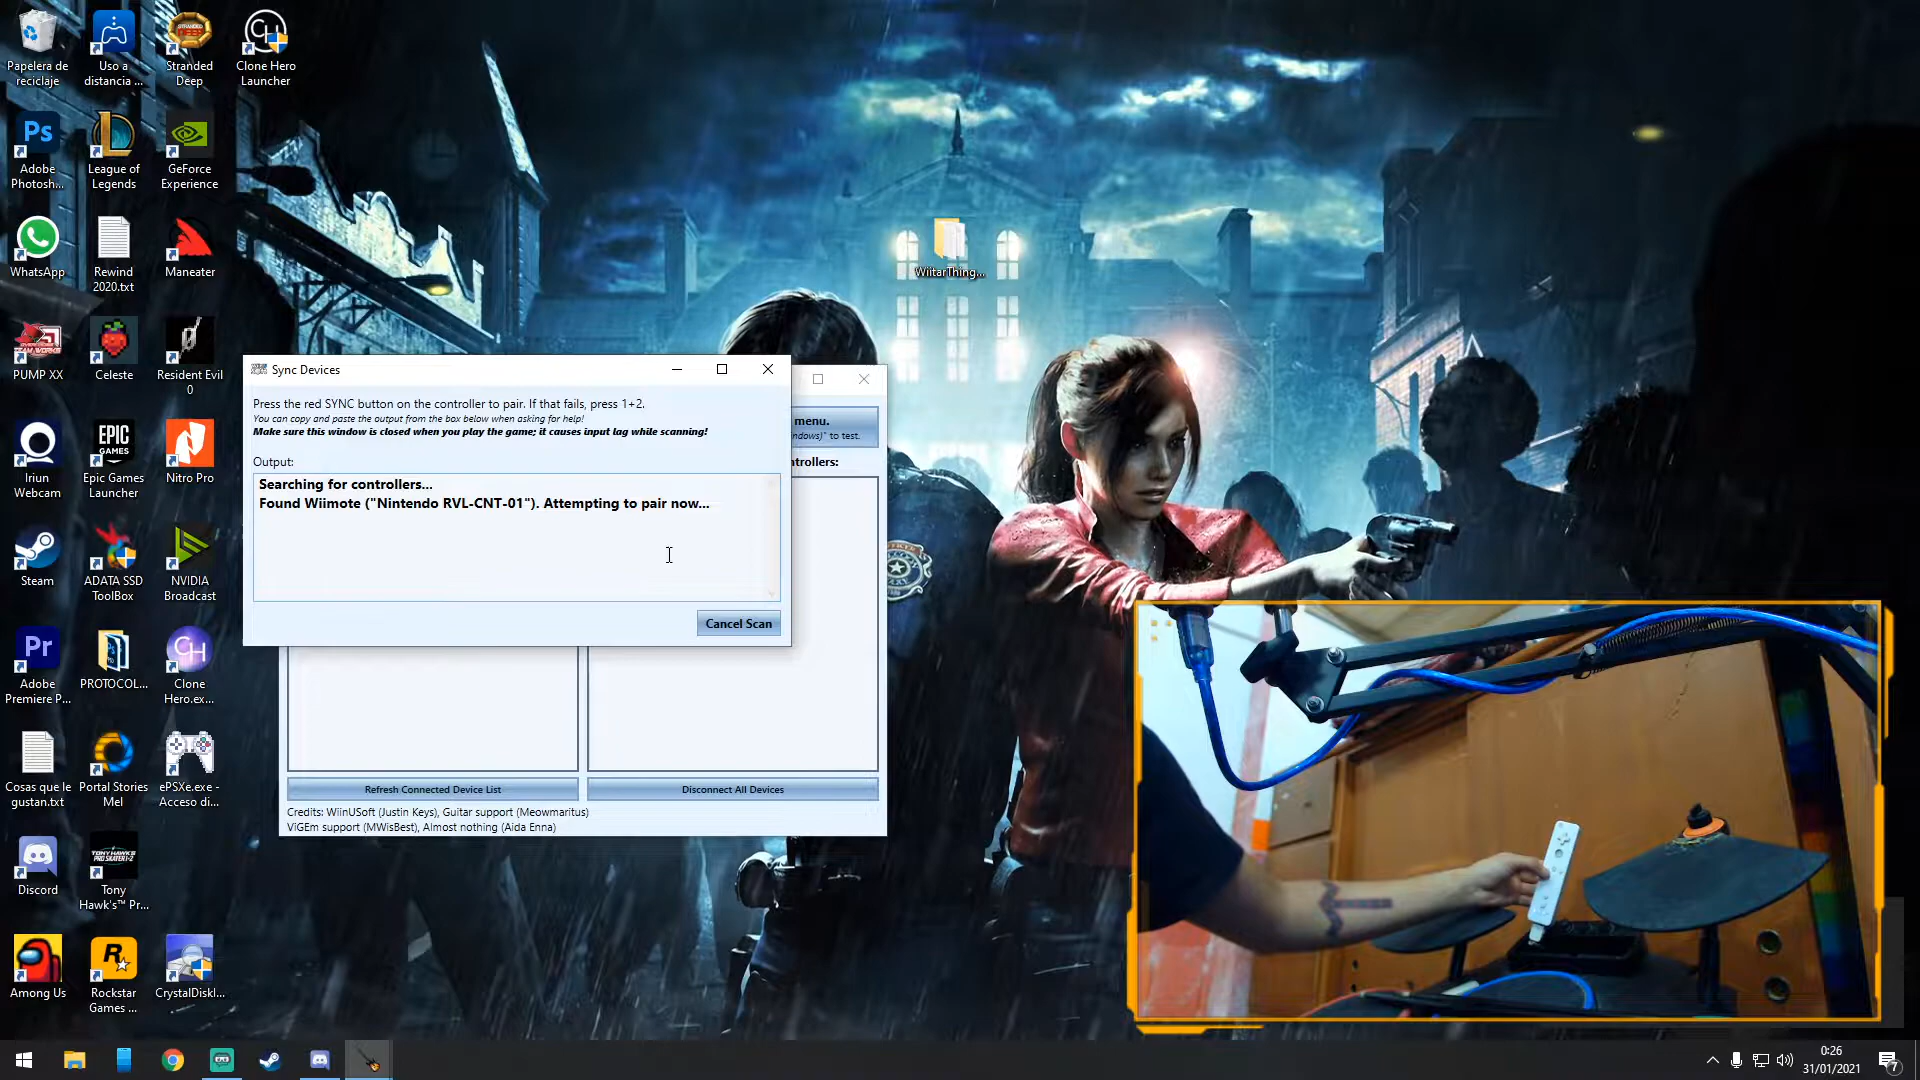 Papelera de
reciclaje
Uso a
distancia ...
Stranded
Deep
Clone Hero
Launcher
Adobe
Photosh...
League of
Legends
GeForce
Experience
WhatsApp
Rewind
2020.txt
Maneater
WiitarThing...
PUMP XX
Celeste
Resident Evil
0
Iriun
Webcam
Epic Games
Launcher
Nitro Pro
Steam
ADATA SSD
ToolBox
NVIDIA
Broadcast
Adobe
Premiere P...
PROTOCOL...
Clone
Hero.ex...
Cosas que le
gustan.txt
Portal Stories
Mel
ePSXe.exe -
Acceso di...
Discord
Tony
Hawk's™ Pr...
Among Us
Rockstar
Games ...
CrystalDiskI...
Sync Devices
Press the red SYNC button on the controller to pair. If that fails, press 1+2.
You can copy and paste the output from the box below when asking for help!
Make sure this window is closed when you play the game; it causes input lag while scanning!
Output:
Searching for controllers...
Found Wiimote ("Nintendo RVL-CNT-01"). Attempting to pair now...
Cancel Scan
menu.
indows)" to test.
ntrollers:
Refresh Connected Device List
Disconnect All Devices
Credits: WiinUSoft (Justin Keys), Guitar support (Meowmaritus)
ViGEm support (MWisBest), Almost nothing (Aida Enna)
0:26
31/01/2021
7